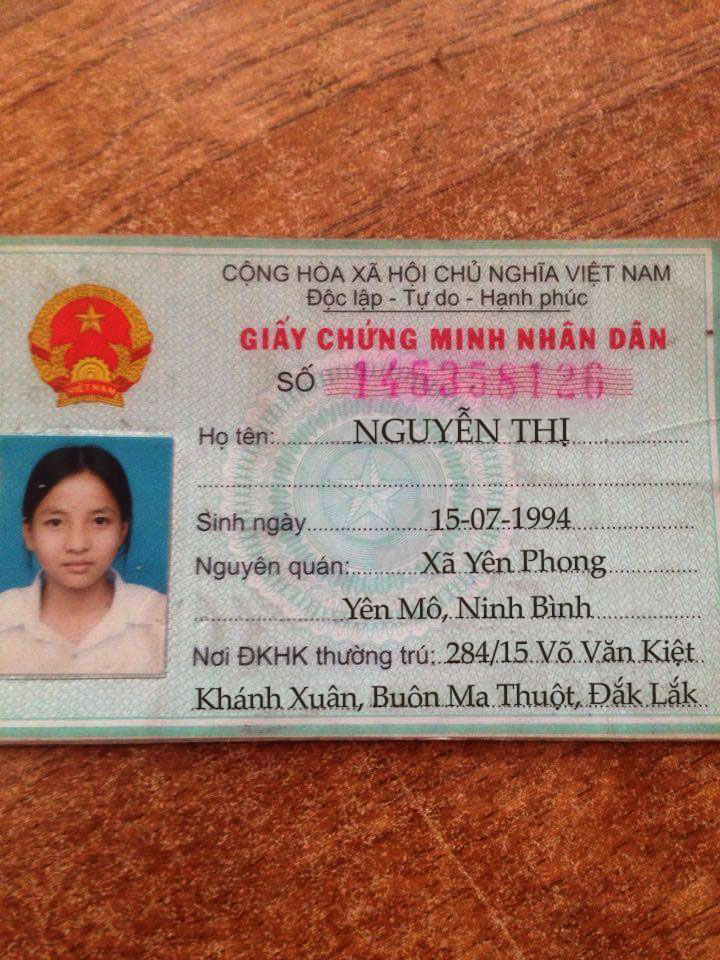 CỘNG HÒA XÃ HỘI CHỦ NGHĨA VIỆT NAM
Độc lập - Tự do - Hạnh phúc
GIẤY CHỨNG MINH NHÂN DÂN
SỐ 145358126
VIỆT NAM
Họ tên: NGUYỄN THỊ
Sinh ngày 15-07-1994
Nguyên quán: Xã Yên Phong
Yên Mô, Ninh Bình
Nơi ĐKHK thường trú: 284/15 Võ Văn Kiệt
Khánh Xuân, Buôn Ma Thuột, Đắk Lắk